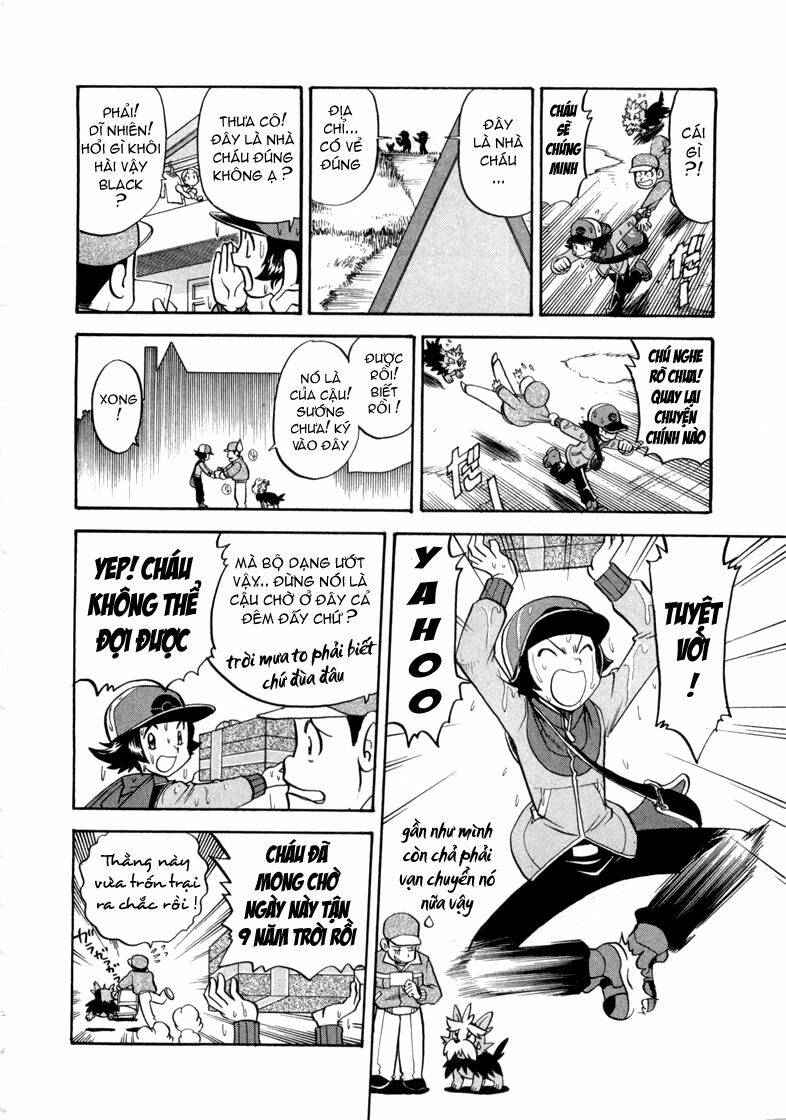 CHÁU
SẼ
CHỨNG
MINH
CÁI
GÌ
?!
ĐÂY
LÀ NHÀ
CHÁU
...
ĐỊA
CHỈ...
CÓ VẺ
ĐÚNG
THƯA CÔ!
ĐÂY LÀ NHÀ
CHÁU ĐÚNG
KHÔNG Ạ ?
PHẢI!
DĨ NHIÊN!
HƠI GÌ KHÔI
HÀI VẬY
BLACK
?
CHÚ NGHE
RÕ CHƯA!
QUAY LẠI
CHUYỆN
CHÍNH NÀO
ĐƯỢC
RỒI! BIẾT
RỒI !
NÓ LÀ
CỦA CẬU!
SƯỚNG
CHƯA! KÝ
VÀO ĐÂY
XONG
!
TUYỆT
VỜI
!
YAHOO
gần như mình
còn chả phải
vạn chuyển nó
nữa vậy
MÀ BỘ DẠNG ƯỚT
VẬY.. ĐỪNG NÓI LÀ
CẬU CHỜ Ở ĐÂY CẢ
ĐÊM ĐẤY CHỨ ?
trời mưa to phải biết
chứ đùa đâu
YEP! CHÁU
KHÔNG THỂ
ĐỢI ĐƯỢC
CHÁU ĐÃ
MONG CHỜ
NGÀY NÀY TẬN
9 NĂM TRỜI RỒI
Thằng này
vừa trốn trại
ra chắc rồi !